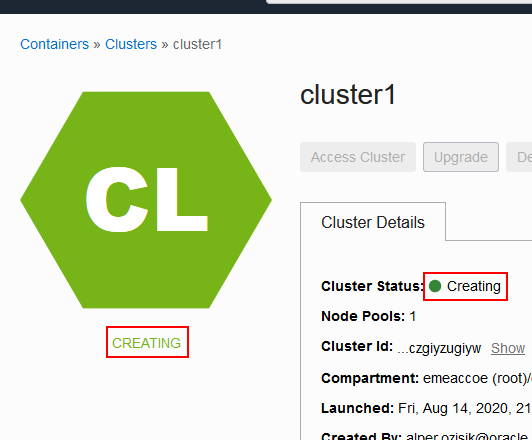 Containers » Clusters » cluster1
CL
CREATING
cluster1
Access Cluster Upgrade De
Cluster Details
Cluster Status: Creating
Node Pools: 1
Cluster Id: ...czgiyzugiyw Show
Compartment: emeaccoe (root)/
Launched: Fri, Aug 14, 2020, 21
Created By: alper.ozisik@oracle